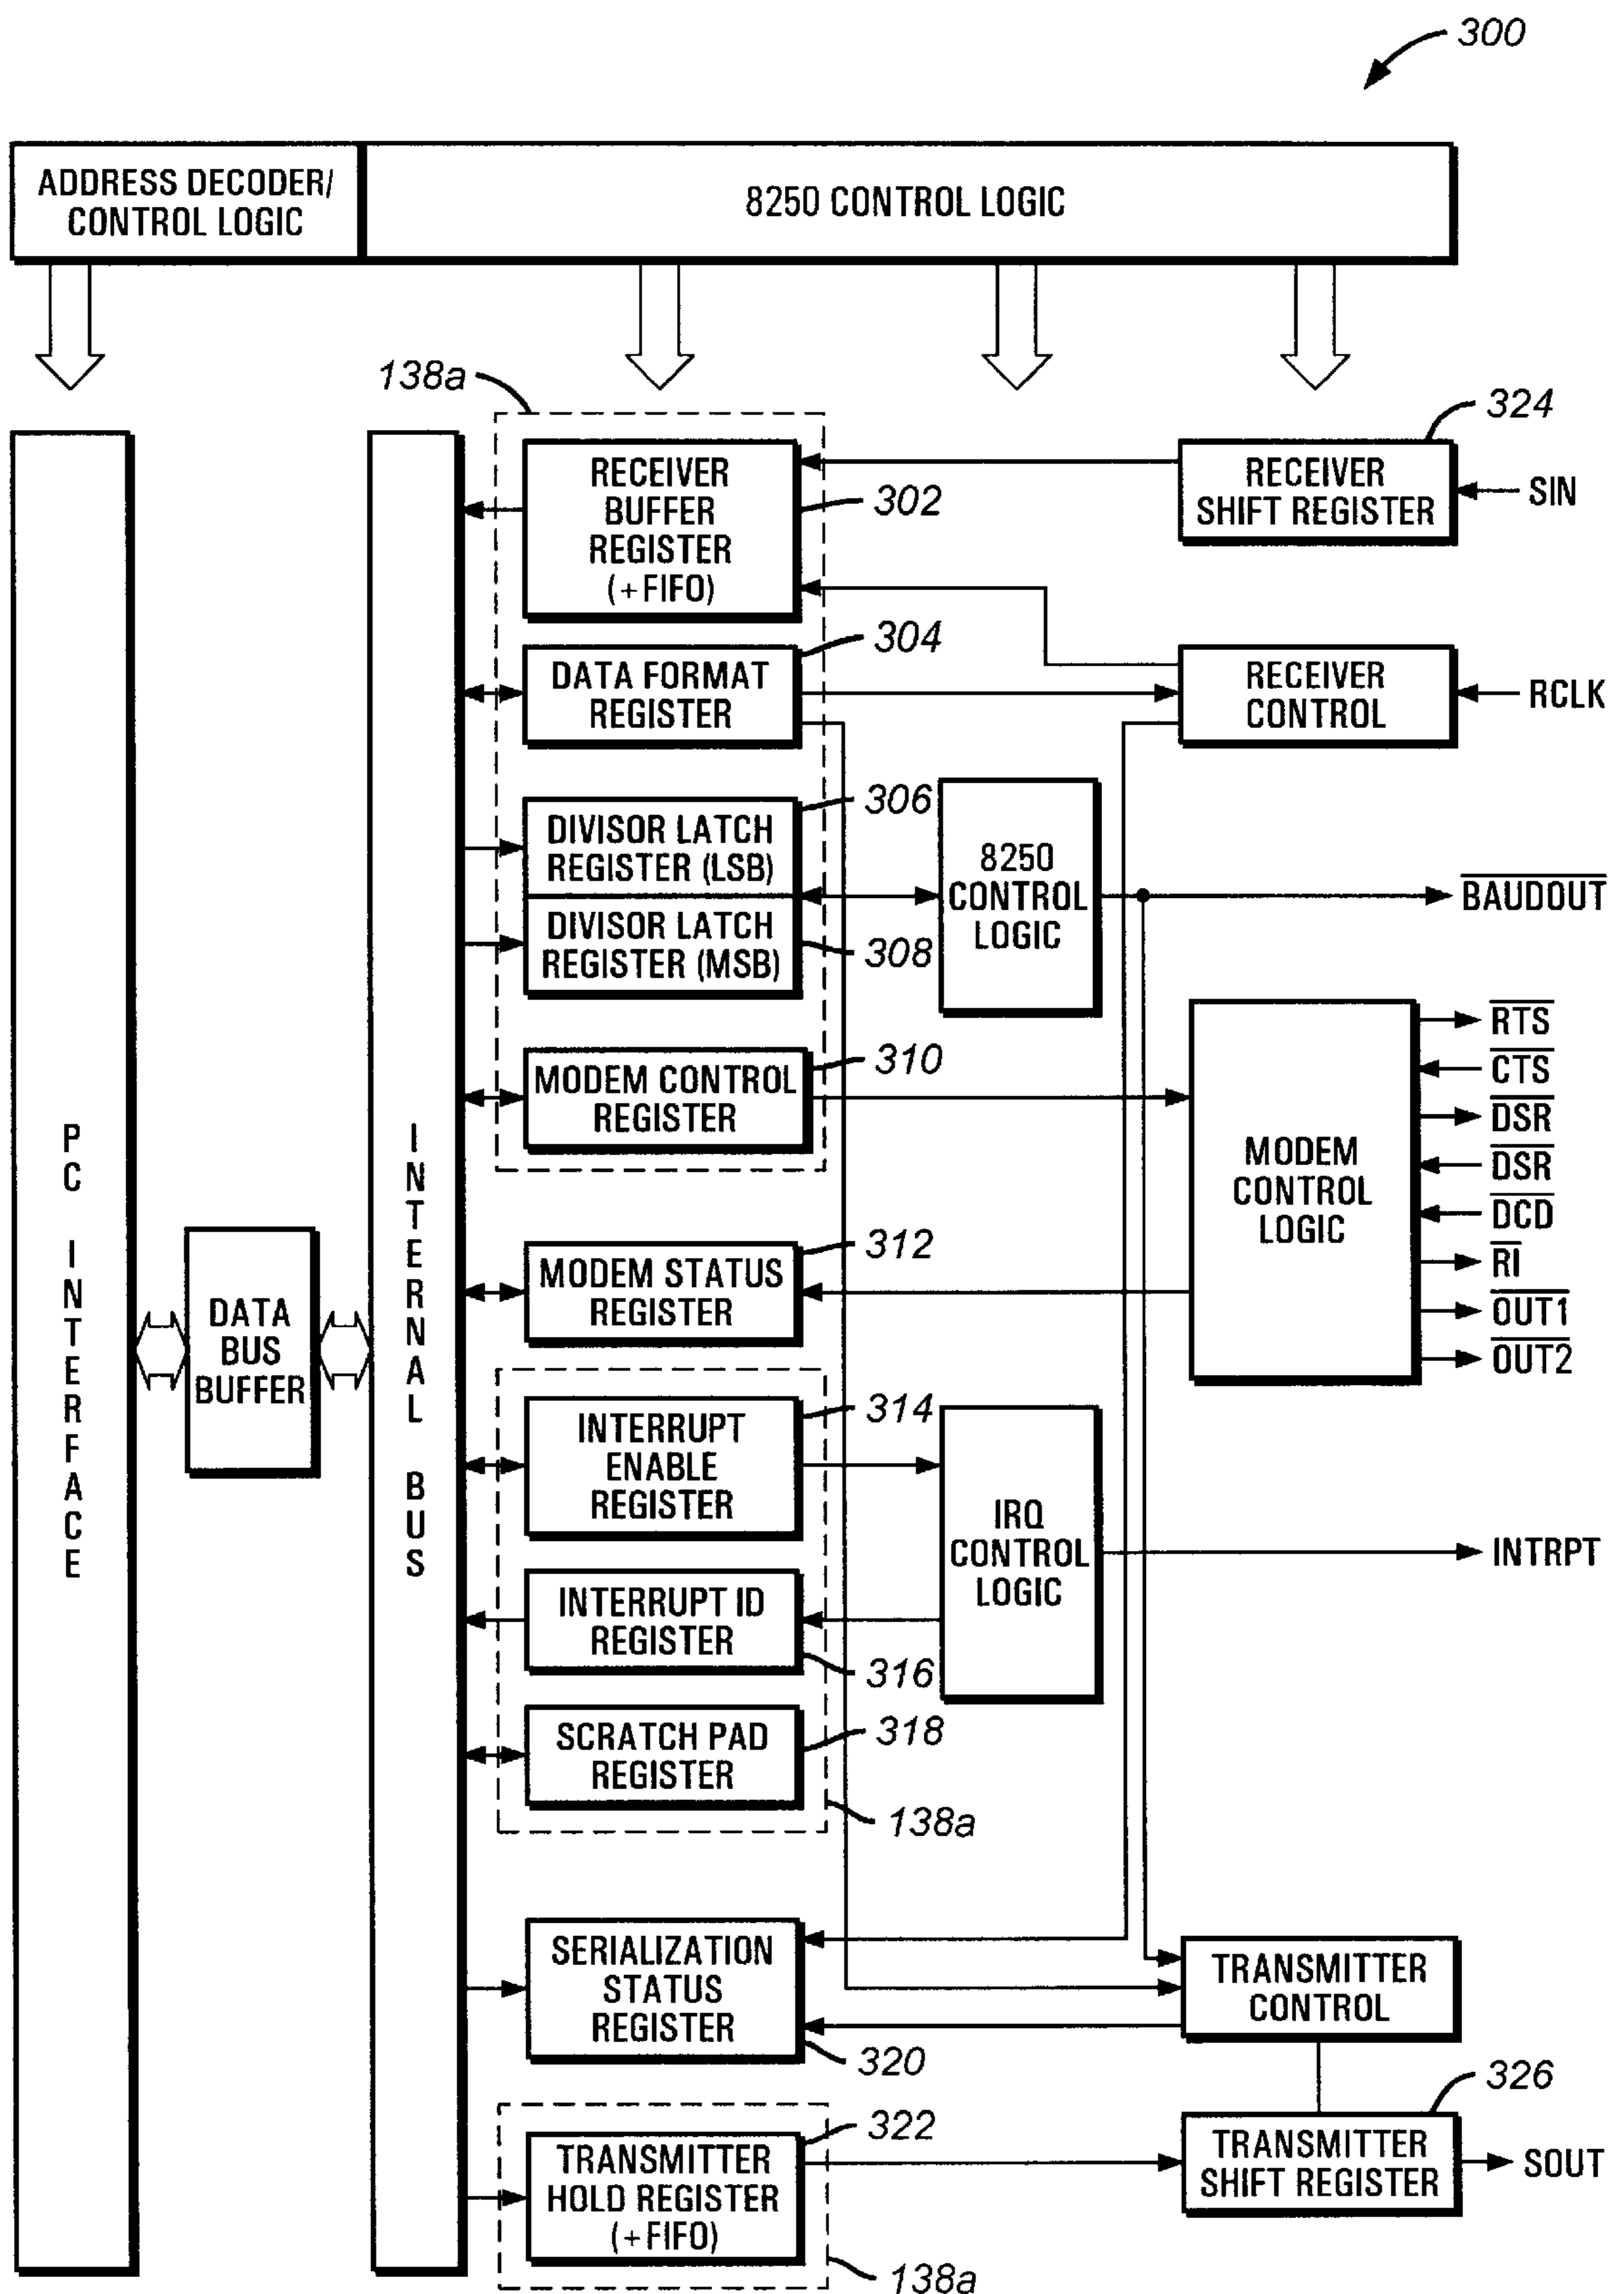 300
ADDRESS DECODER/
CONTROL LOGIC
8250 CONTROL LOGIC
138a
324
RECEIVER
BUFFER
REGISTER
(+FIFO)
302
RECEIVER
SHIFT REGISTER
SIN
304
DATA FORMAT
REGISTER
RECEIVER
CONTROL
RCLK
306
DIVISOR LATCH
REGISTER (LSB)
DIVISOR LATCH
REGISTER (MSB)
308
8250
CONTROL
LOGIC
BAUDOUT
310
MODEM CONTROL
REGISTER
MODEM
CONTROL
LOGIC
RTS
CTS
DSR
DSR
DCD
RI
OUT1
OUT2
PC INTERFACE
DATA
BUS
BUFFER
INTERNAL BUS
312
MODEM STATUS
REGISTER
314
INTERRUPT
ENABLE
REGISTER
IRQ
CONTROL
LOGIC
INTRPT
INTERRUPT ID
REGISTER
316
318
SCRATCH PAD
REGISTER
138a
SERIALIZATION
STATUS
REGISTER
320
TRANSMITTER
CONTROL
326
322
TRANSMITTER
HOLD REGISTER
(+FIFO)
TRANSMITTER
SHIFT REGISTER
SOUT
138a